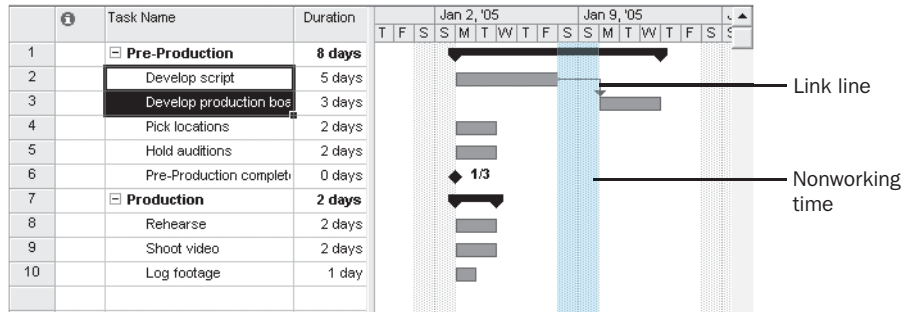 Task Name Duration Jan 2, '05 Jan 9, '05
T F S S M T W T F S S M T W T F S
1 Pre-Production 8 days
2 Develop script 5 days
Link line
3 Develop production boa 3 days
4 Pick locations 2 days
5 Hold auditions 2 days
6 Pre-Production complet 0 days 1/3
Nonworking
time
7 Production 2 days
8 Rehearse 2 days
9 Shoot video 2 days
10 Log footage 1 day